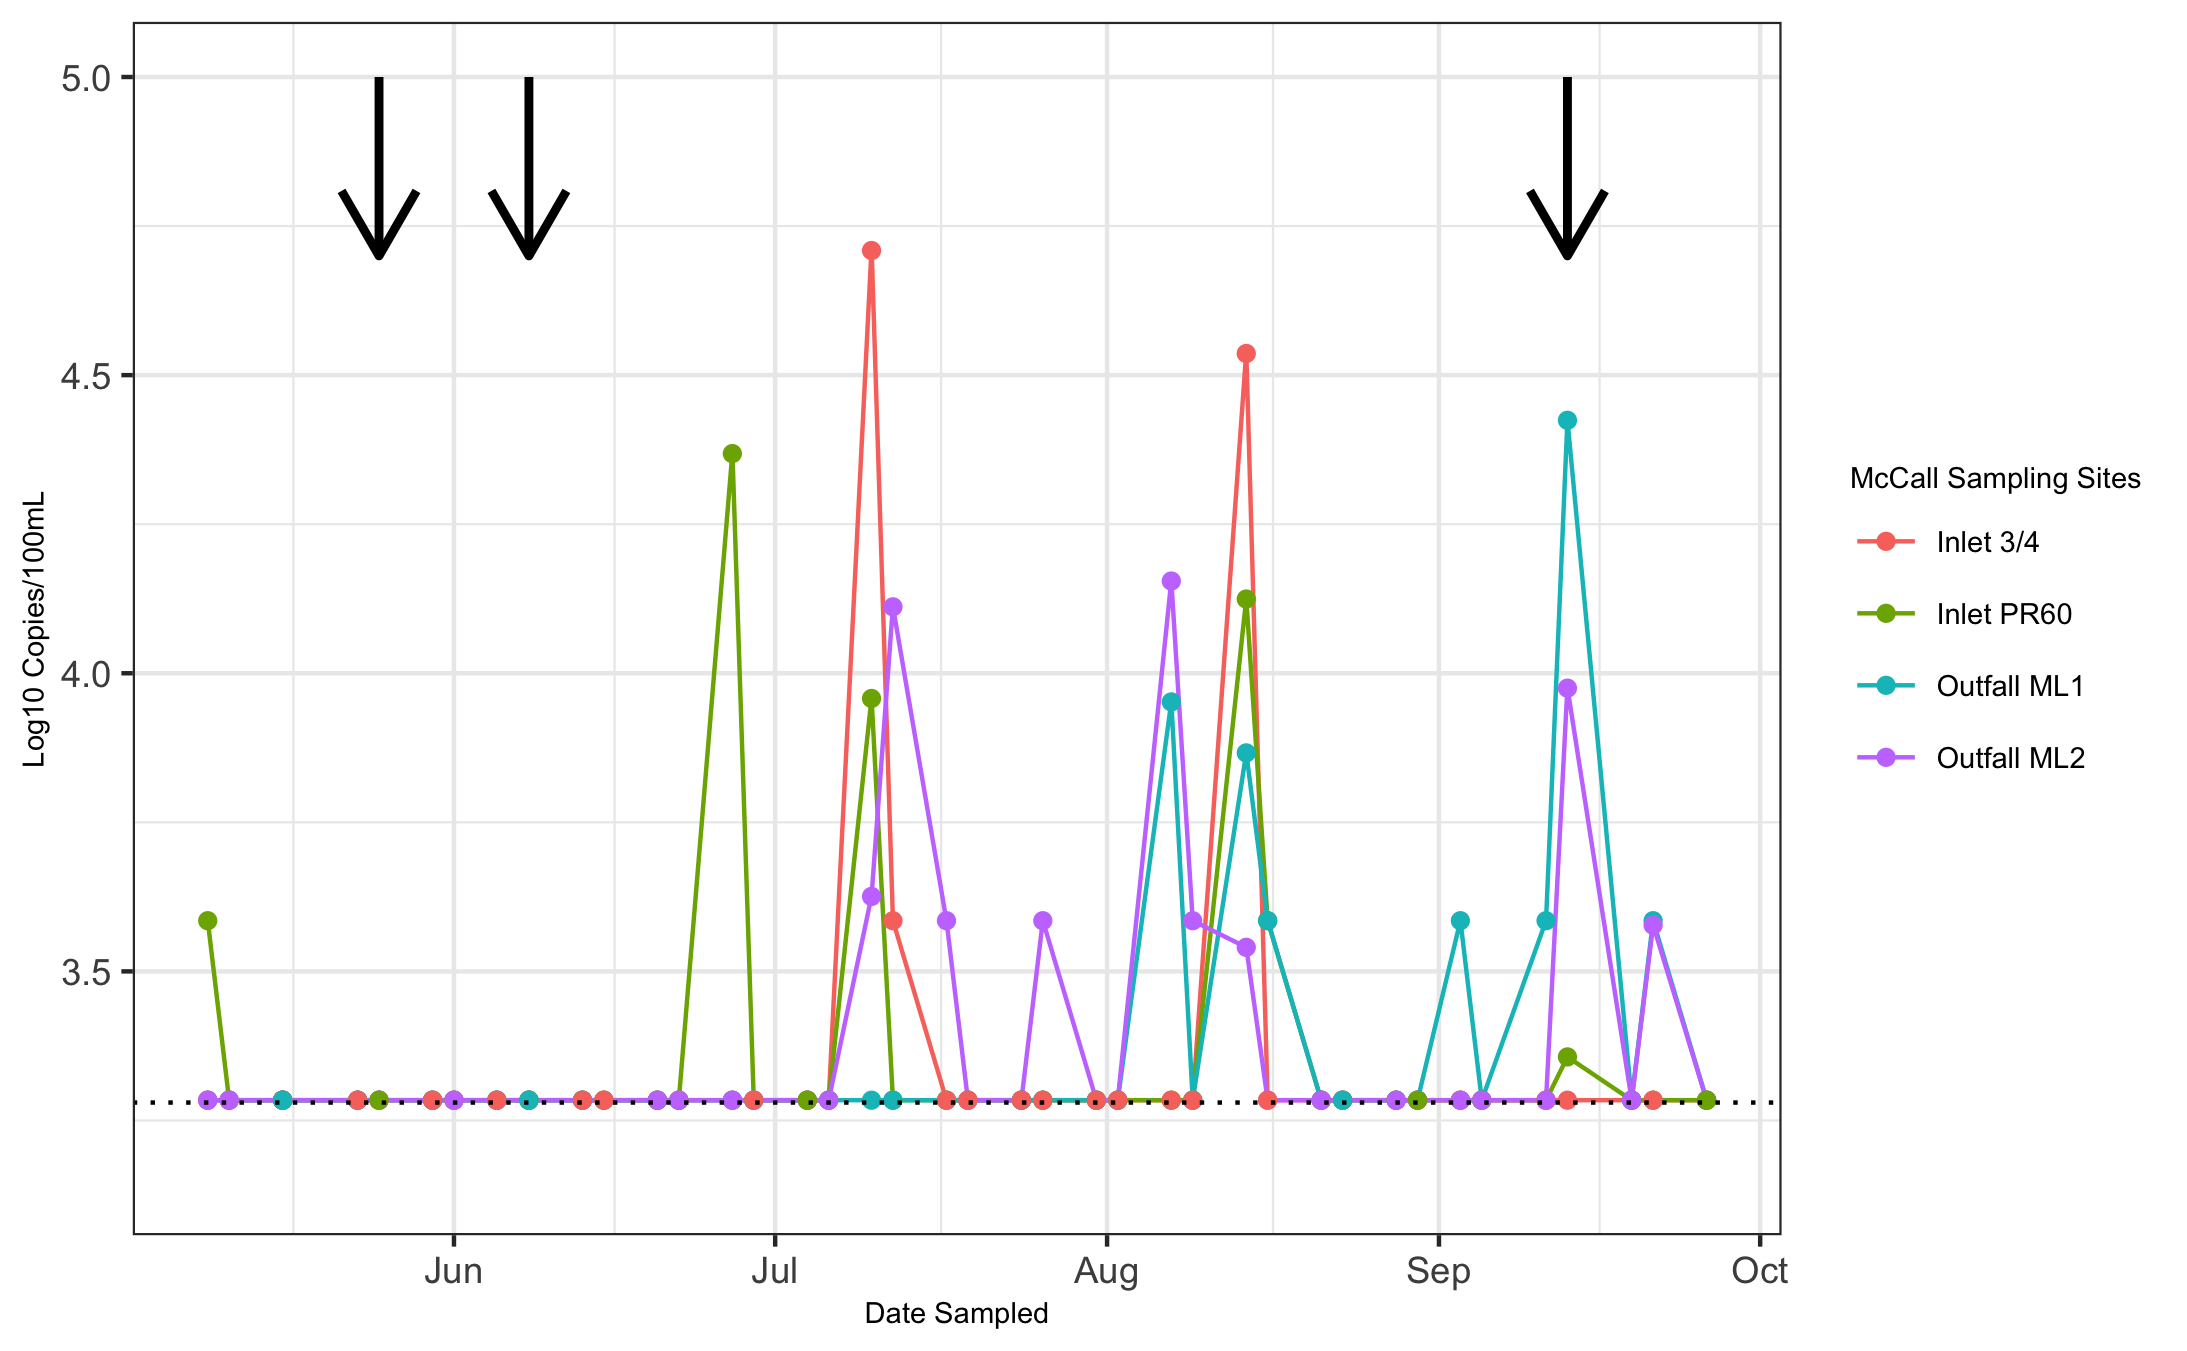 5.0
4.5
4.0
3.5
Log10 Copies/100mL
Jun
Jul
Aug
Sep
Oct
Date Sampled
McCall Sampling Sites
Inlet 3/4
Inlet PR60
Outfall ML1
Outfall ML2